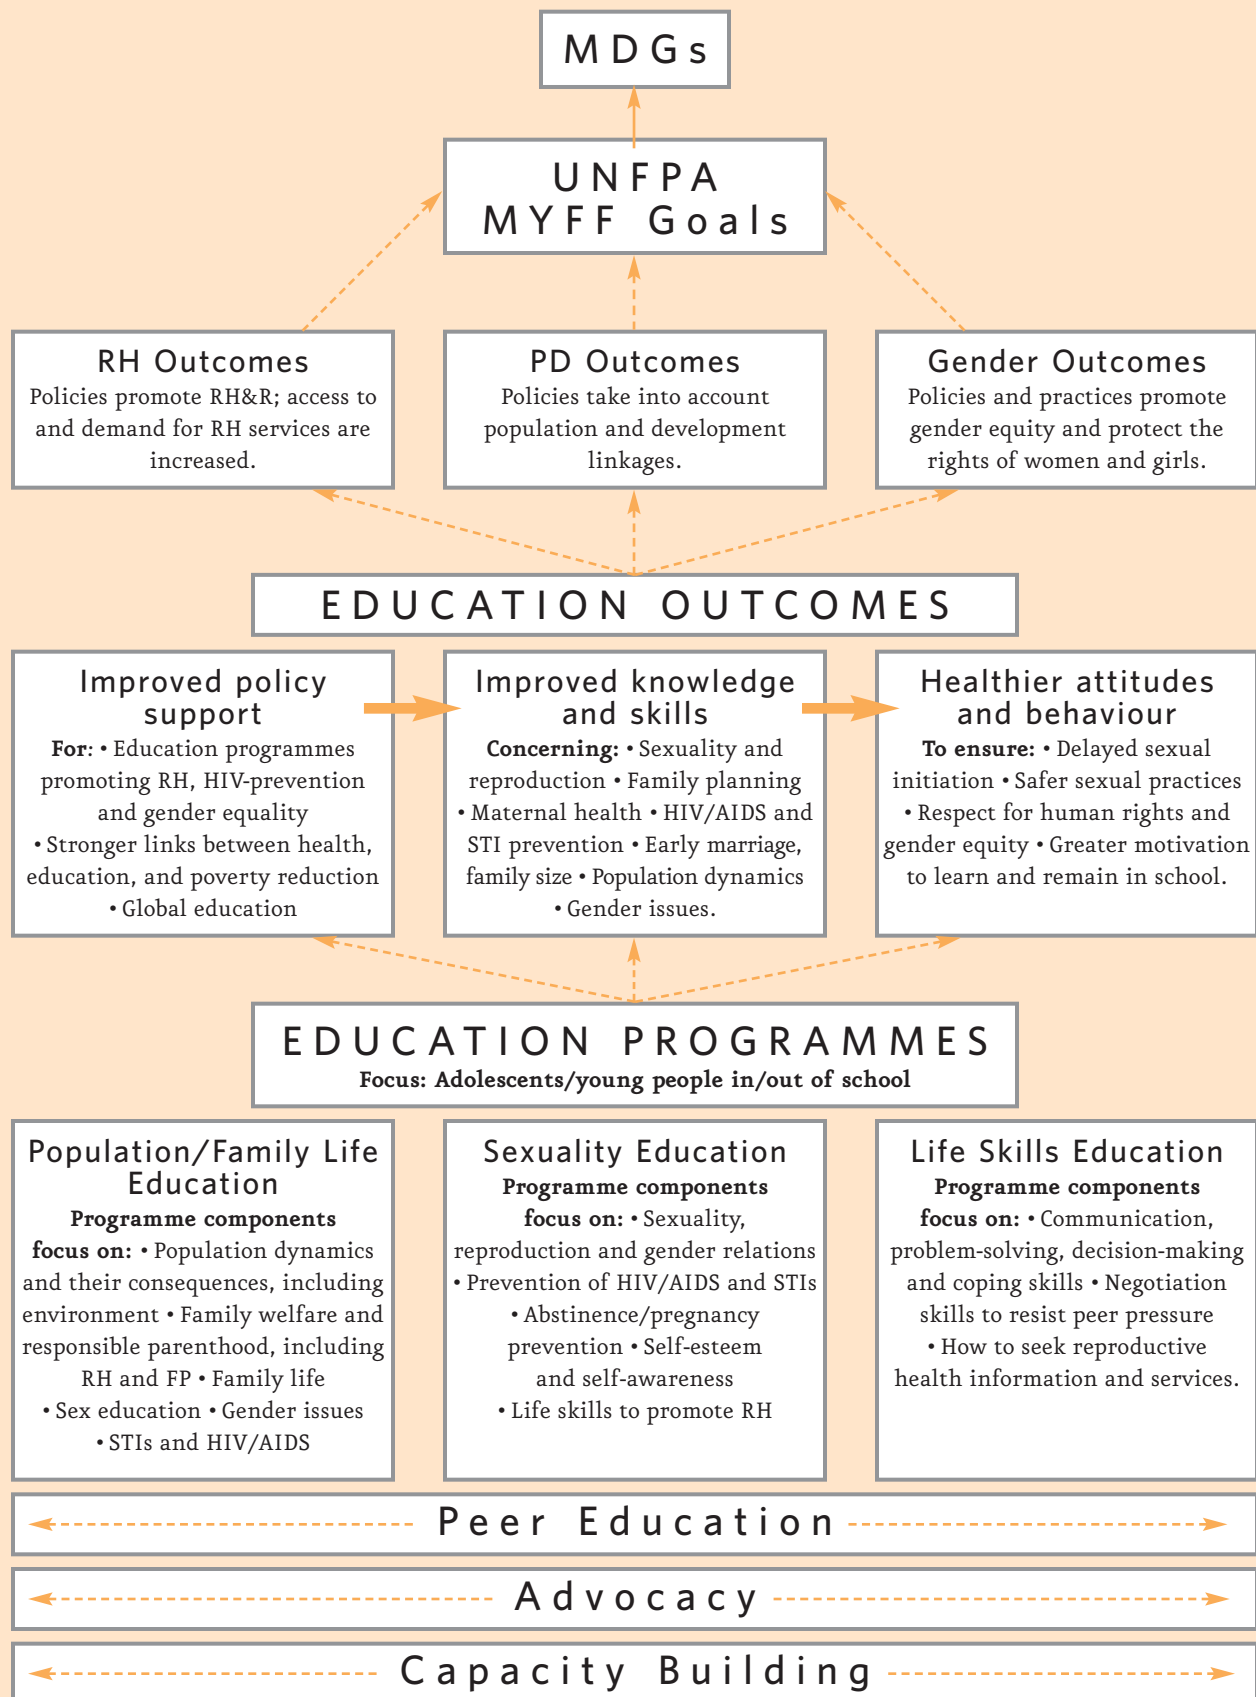 MDGs
UNFPA
MYFF Goals
RH Outcomes
Policies promote RH&R; access to
and demand for RH services are
increased.
PD Outcomes
Policies take into account
population and development
linkages.
Gender Outcomes
Policies and practices promote
gender equity and protect the
rights of women and girls.
EDUCATION OUTCOMES
Improved policy
support
For: • Education programmes
promoting RH, HIV-prevention
and gender equality
• Stronger links between health,
education, and poverty reduction
• Global education
Improved knowledge
and skills
Concerning: • Sexuality and
reproduction • Family planning
• Maternal health • HIV/AIDS and
STI prevention • Early marriage,
family size • Population dynamics
• Gender issues.
Healthier attitudes
and behaviour
To ensure: • Delayed sexual
initiation • Safer sexual practices
• Respect for human rights and
gender equity • Greater motivation
to learn and remain in school.
EDUCATION PROGRAMMES
Focus: Adolescents/young people in/out of school
Population/Family Life
Education
Programme components
focus on: • Population dynamics
and their consequences, including
environment • Family welfare and
responsible parenthood, including
RH and FP • Family life
• Sex education • Gender issues
• STIs and HIV/AIDS
Sexuality Education
Programme components
focus on: • Sexuality,
reproduction and gender relations
• Prevention of HIV/AIDS and STIs
• Abstinence/pregnancy
prevention • Self-esteem
and self-awareness
• Life skills to promote RH
Life Skills Education
Programme components
focus on: • Communication,
problem-solving, decision-making
and coping skills • Negotiation
skills to resist peer pressure
• How to seek reproductive
health information and services.
Peer Education
Advocacy
Capacity Building